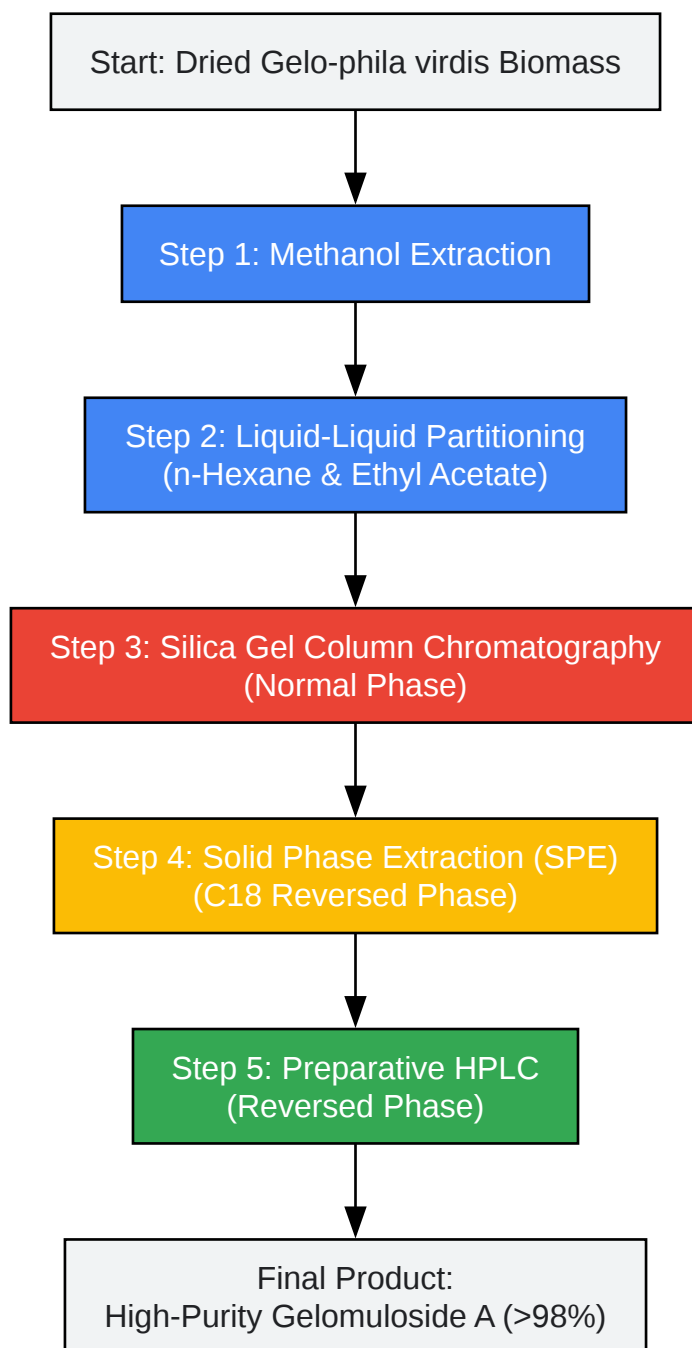 Start: Dried Gelo-phila virdis Biomass
Step 1: Methanol Extraction
Step 2: Liquid-Liquid Partitioning
(n-Hexane & Ethyl Acetate)
Step 3: Silica Gel Column Chromatography
(Normal Phase)
Step 4: Solid Phase Extraction (SPE)
(C18 Reversed Phase)
Step 5: Preparative HPLC
(Reversed Phase)
Final Product:
High-Purity Gelomuloside A (>98%)